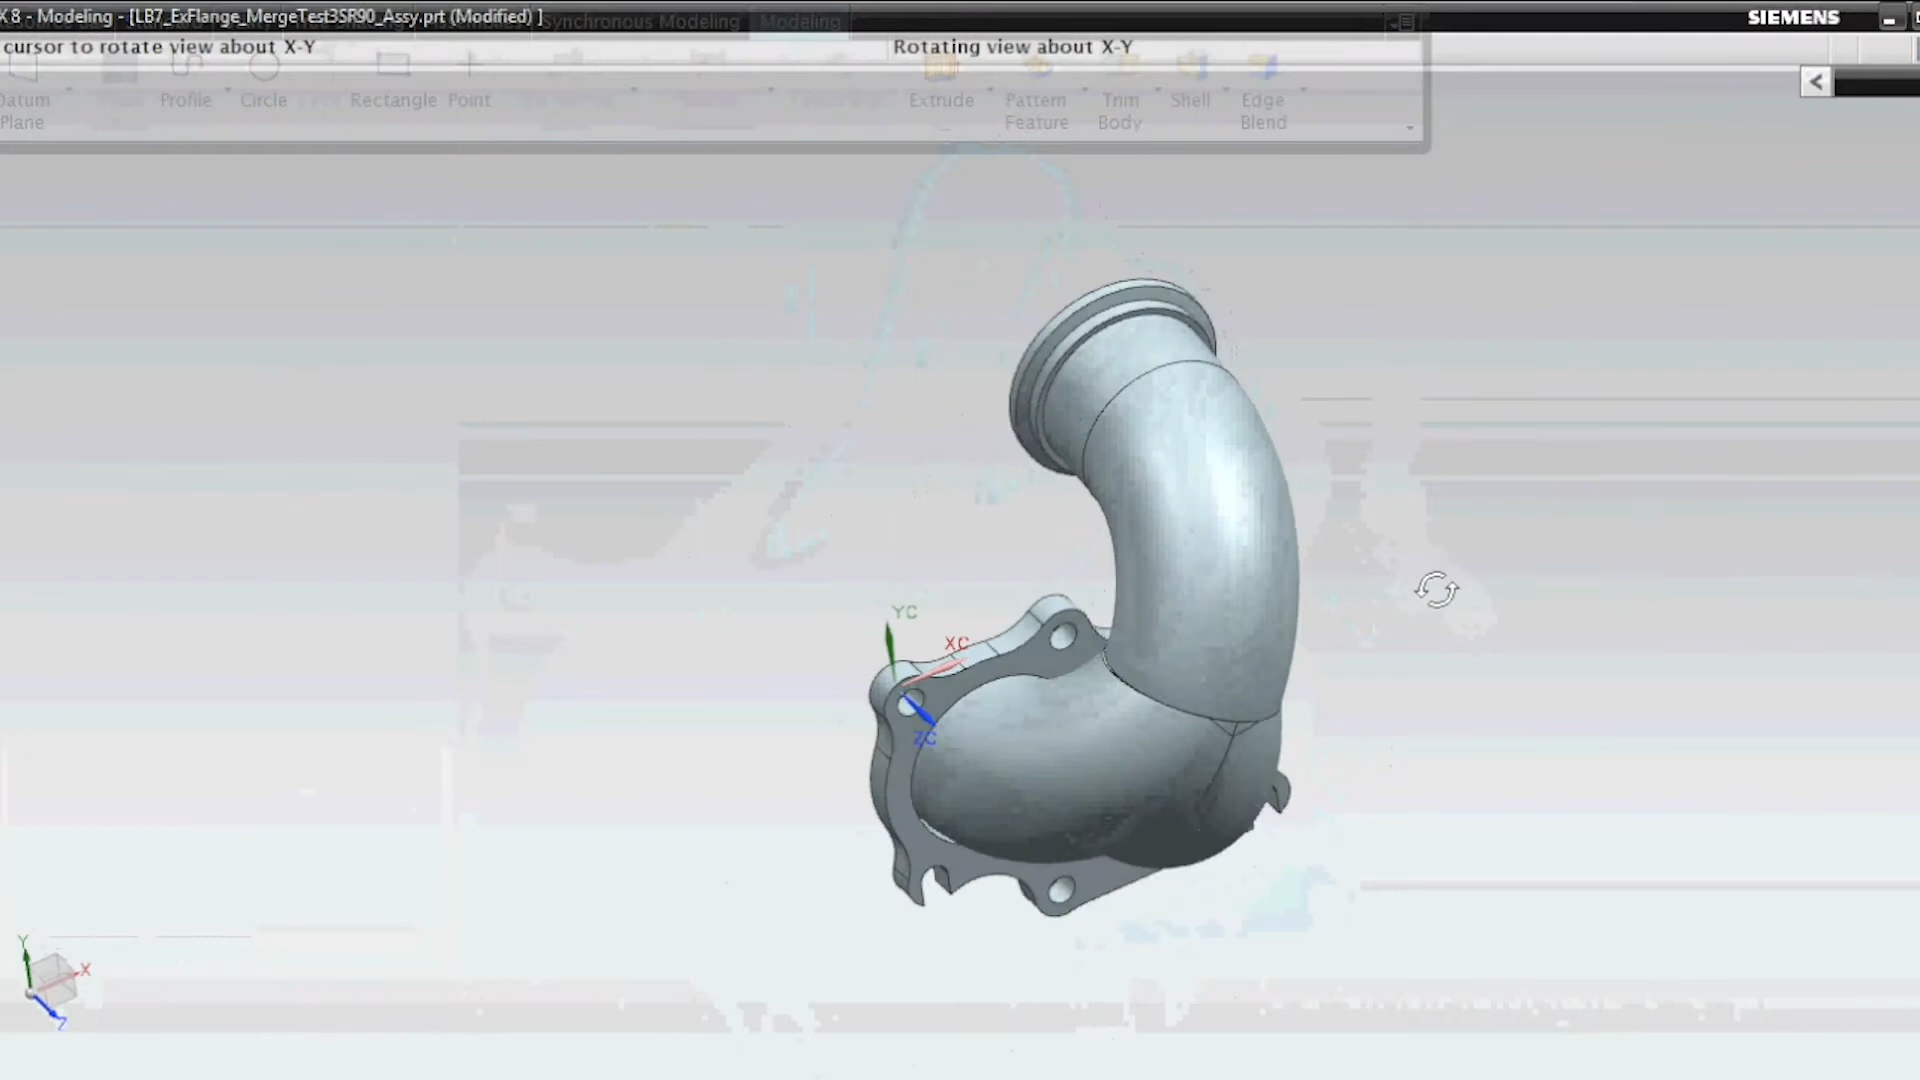 X 8 - Modeling - [LB7_ExFlange_MergeTest3SR90_Assy.prt (Modified) ]
Synchronous Modeling
Modeling
SIEMENS
cursor to rotate view about X-Y
Rotating view about X-Y
Datum
Plane
Profile
Circle
Rectangle
Point
Extrude
Pattern
Feature
Trim
Body
Shell
Edge
Blend
YC
XC
ZC
Y
X
Z